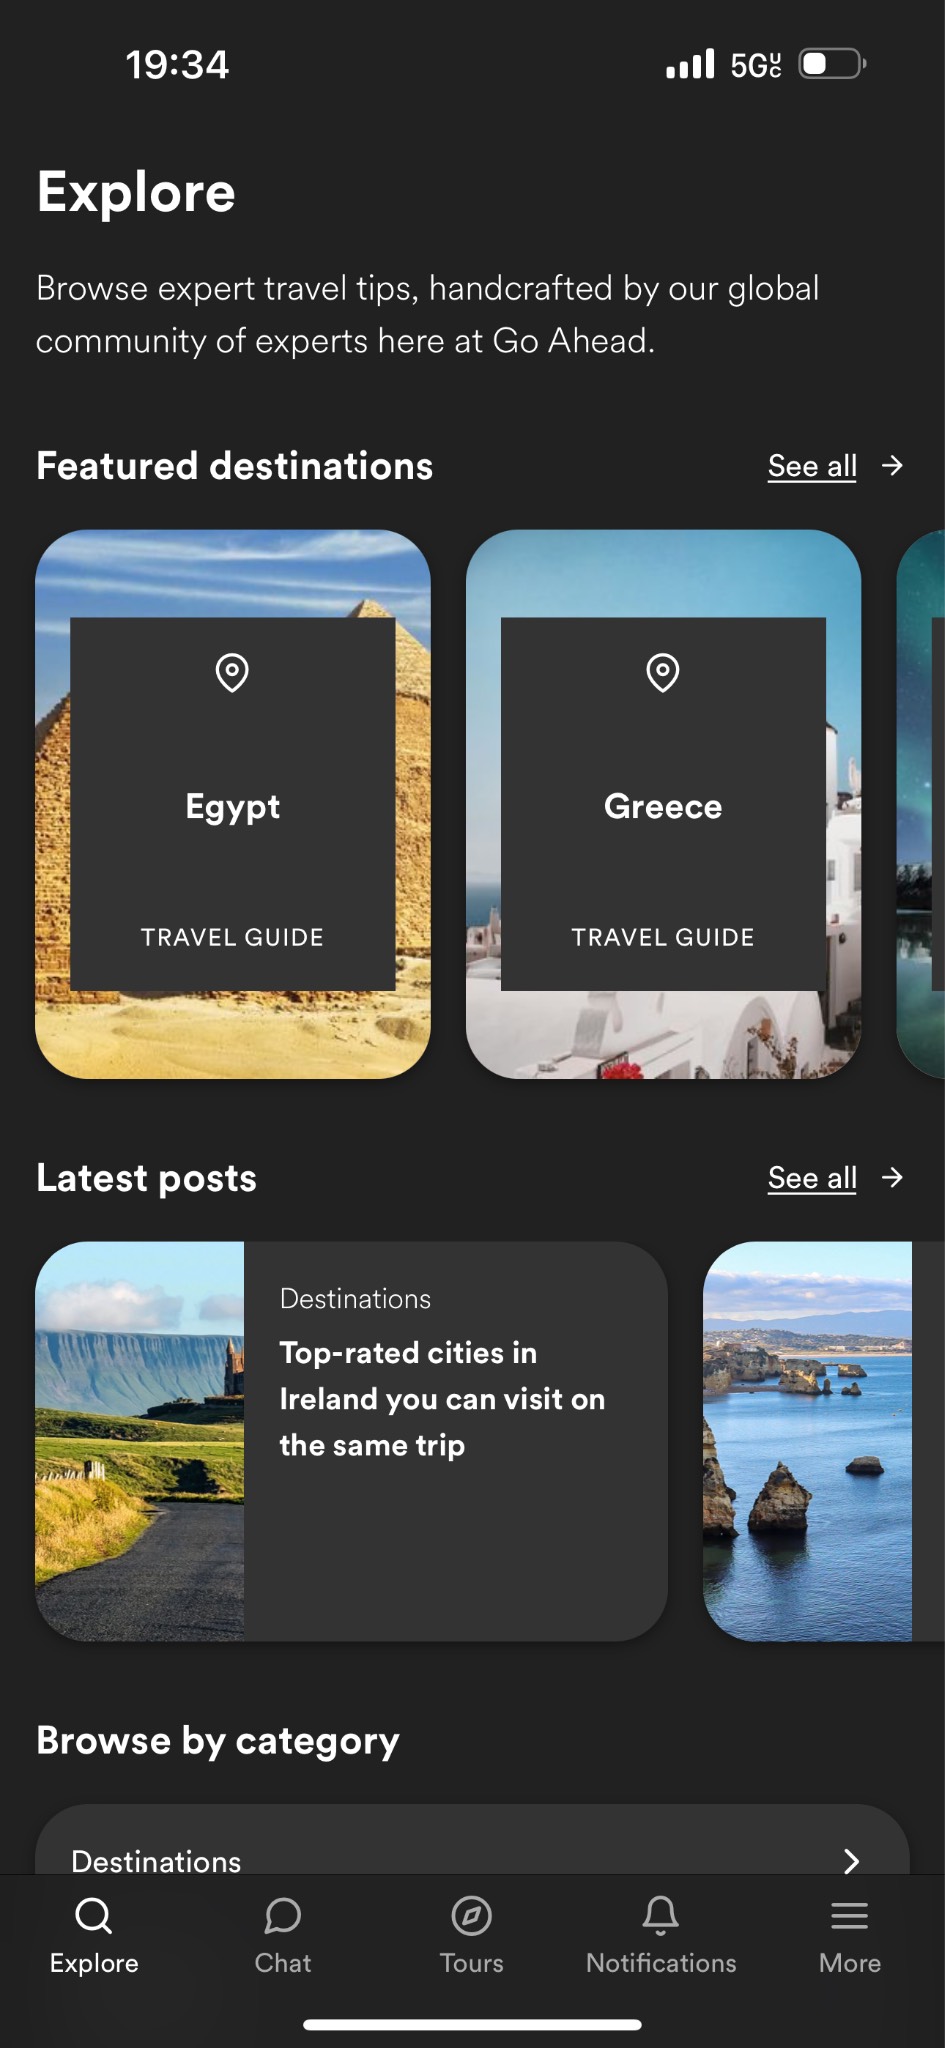 19:34
5GUC
Explore
Browse expert travel tips, handcrafted by our global
community of experts here at Go Ahead.
Featured destinations
See all
Egypt
TRAVEL GUIDE
Greece
TRAVEL GUIDE
Latest posts
See all
Destinations
Top-rated cities in
Ireland you can visit on
the same trip
Browse by category
Destinations
Explore
Chat
Tours
Notifications
More